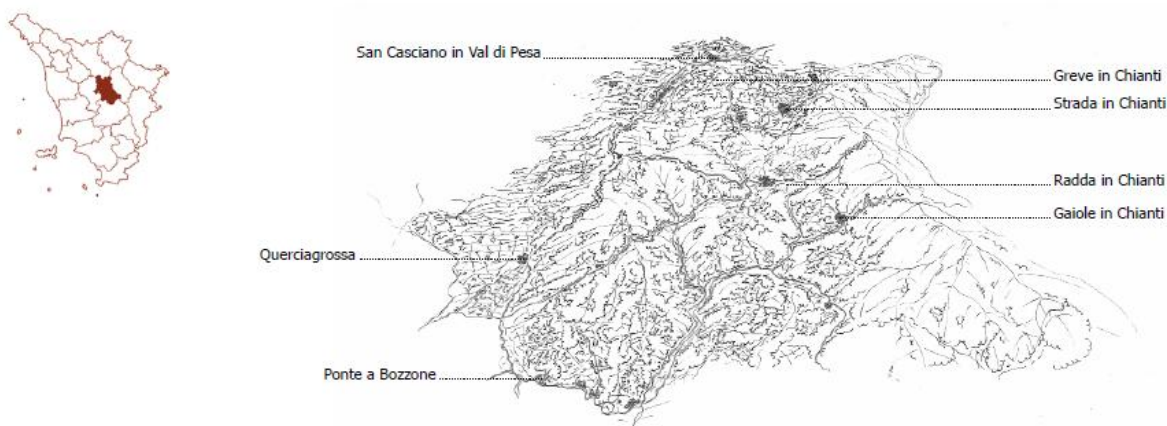 San Casciano in Val di Pesa
Greve in Chianti
Strada in Chianti
Radda in Chianti
Gaiole in Chianti
Querciagrossa
Ponte a Bozzone